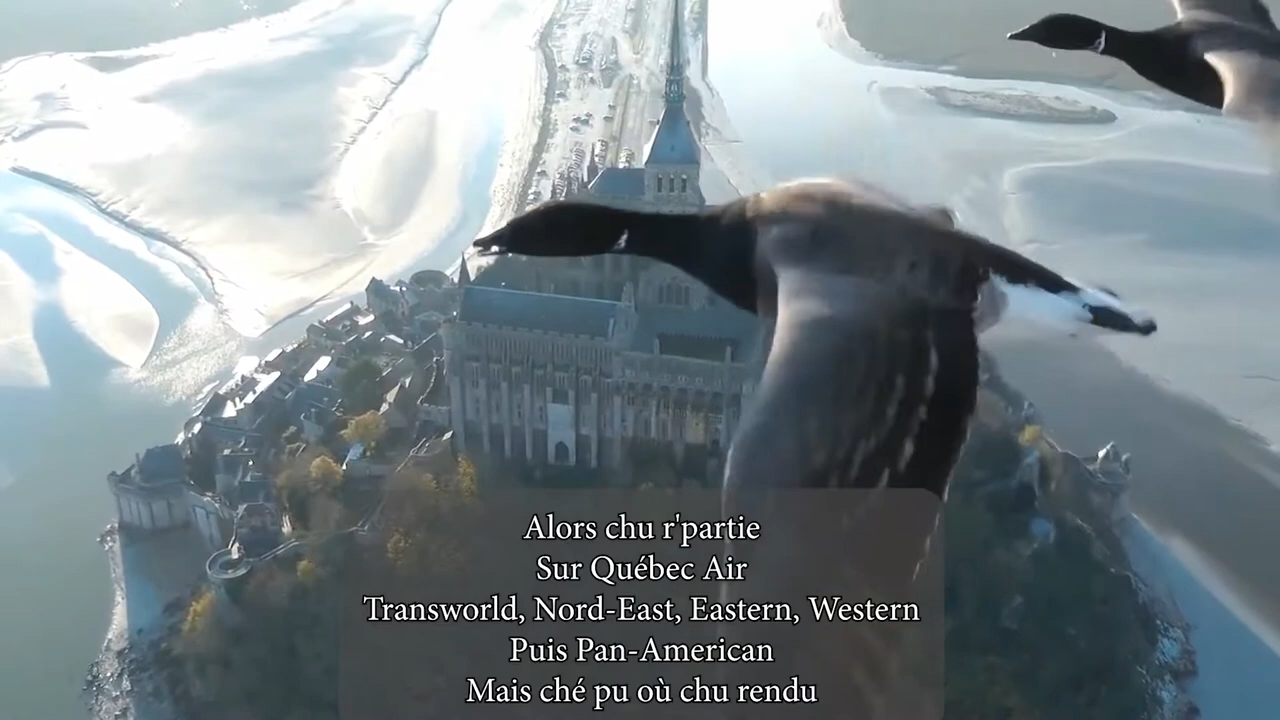 Alors chu r'partie
Sur Québec Air
Transworld, Nord-East, Eastern, Western
Puis Pan-American
Mais ché pu où chu rendu